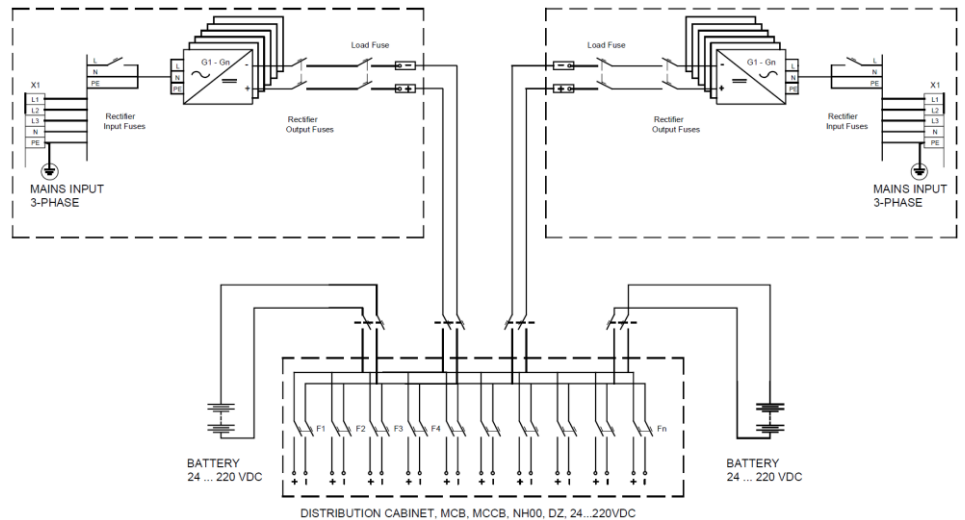 Load Fuse
L
N
PE
L
N
PE
G1 - Gn
-
+
-
+
X1
L1
L2
L3
N
PE
Rectifier
Input Fuses
Rectifier
Output Fuses
MAINS INPUT
3-PHASE
Load Fuse
-
+
-
+
G1 - Gn
L
N
PE
L
N
PE
X1
L1
L2
L3
N
PE
Rectifier
Output Fuses
Rectifier
Input Fuses
MAINS INPUT
3-PHASE
F1
F2
F3
F4
Fn
+ - + - + - + - + - + - + - + - + - + -
BATTERY
24 ... 220 VDC
BATTERY
24 ... 220 VDC
DISTRIBUTION CABINET, MCB, MCCB, NH00, DZ, 24...220VDC